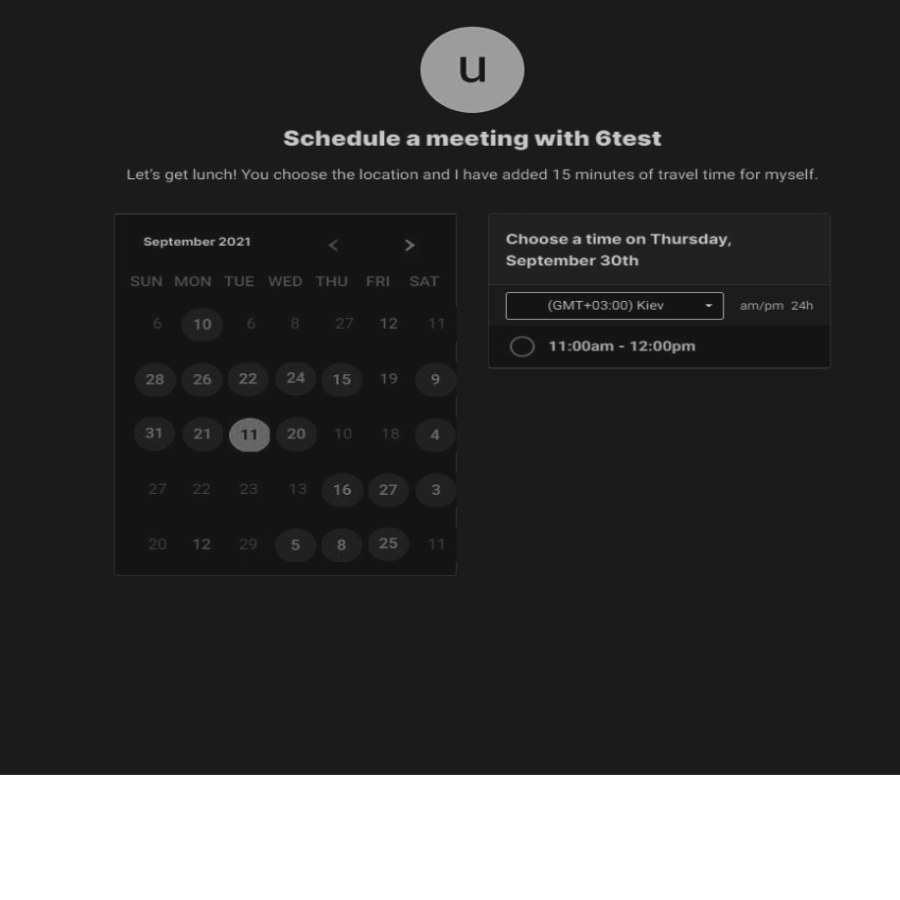 u
Schedule a meeting with 6test
Let's get lunch! You choose the location and I have added 15 minutes of travel time for myself.
September 2021 < >
SUN MON TUE WED THU FRI SAT
6 10 6 8 27 12 11
28 26 22 24 15 19 9
31 21 11 20 10 18 4
27 22 23 13 16 27 3
20 12 29 5 8 25 11
Choose a time on Thursday,
September 30th
(GMT+03:00) Kiev am/pm 24h
11:00am - 12:00pm